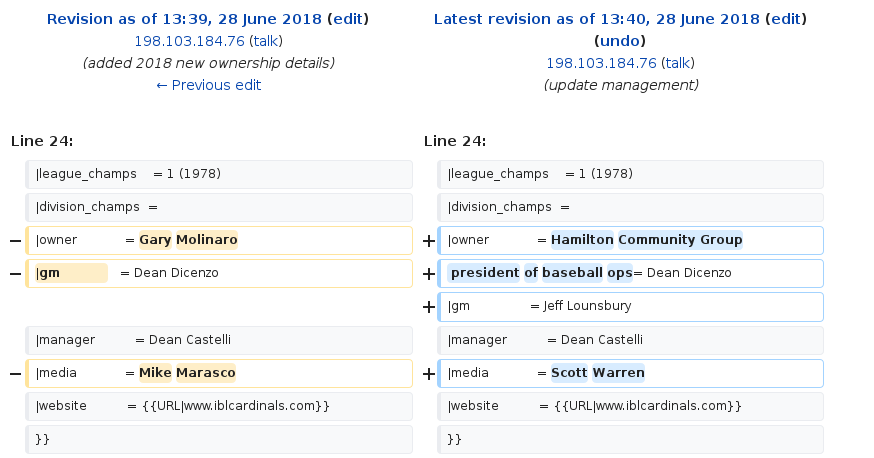 Revision as of 13:39, 28 June 2018 (edit)
198.103.184.76 (talk)
(added 2018 new ownership details)
← Previous edit
Latest revision as of 13:40, 28 June 2018 (edit)
(undo)
198.103.184.76 (talk)
(update management)
Line 24:
Line 24:
|league_champs = 1 (1978)
|league_champs = 1 (1978)
|division_champs =
|division_champs =
− |owner = Gary Molinaro
+ |owner = Hamilton Community Group
− |gm = Dean Dicenzo
+ |president of baseball ops= Dean Dicenzo
+ |gm = Jeff Lounsbury
|manager = Dean Castelli
|manager = Dean Castelli
− |media = Mike Marasco
+ |media = Scott Warren
|website = {{URL|www.iblcardinals.com}}
|website = {{URL|www.iblcardinals.com}}
}}
}}